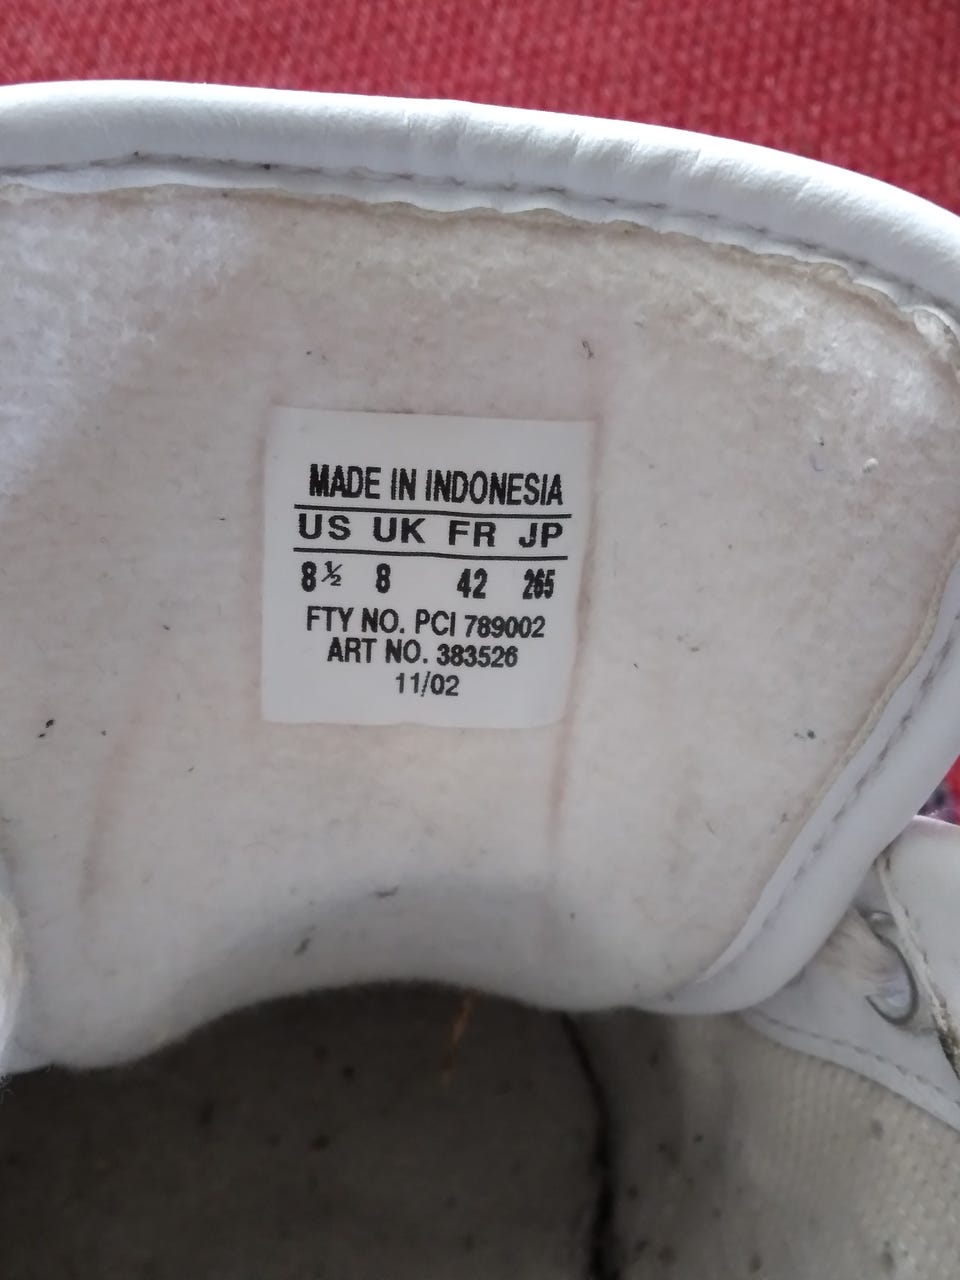 MADE IN INDONESIA
US UK FR JP
8½ 8 42 265
FTY NO. PCI 789002
ART NO. 383526
11/02